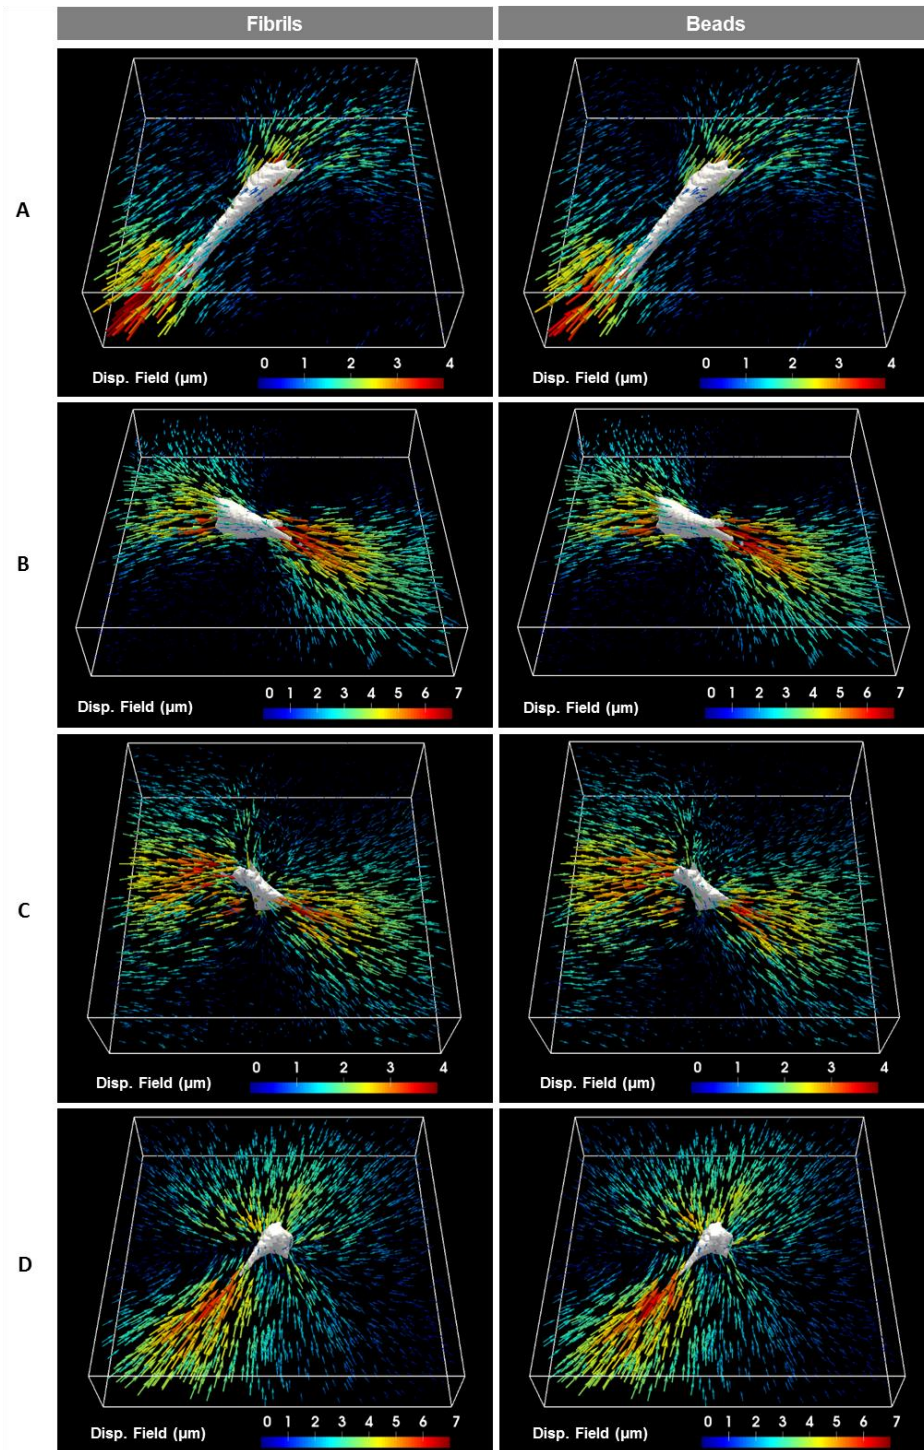 Fibrils Beads
A
0 1 2 3 4
Disp. Field (μm)
0 1 2 3 4
Disp. Field (μm)
B
0 1 2 3 4 5 6 7
Disp. Field (μm)
0 1 2 3 4 5 6 7
Disp. Field (μm)
C
0 1 2 3 4
Disp. Field (μm)
0 1 2 3 4
Disp. Field (μm)
D
0 1 2 3 4 5 6 7
Disp. Field (μm)
0 1 2 3 4 5 6 7
Disp. Field (μm)